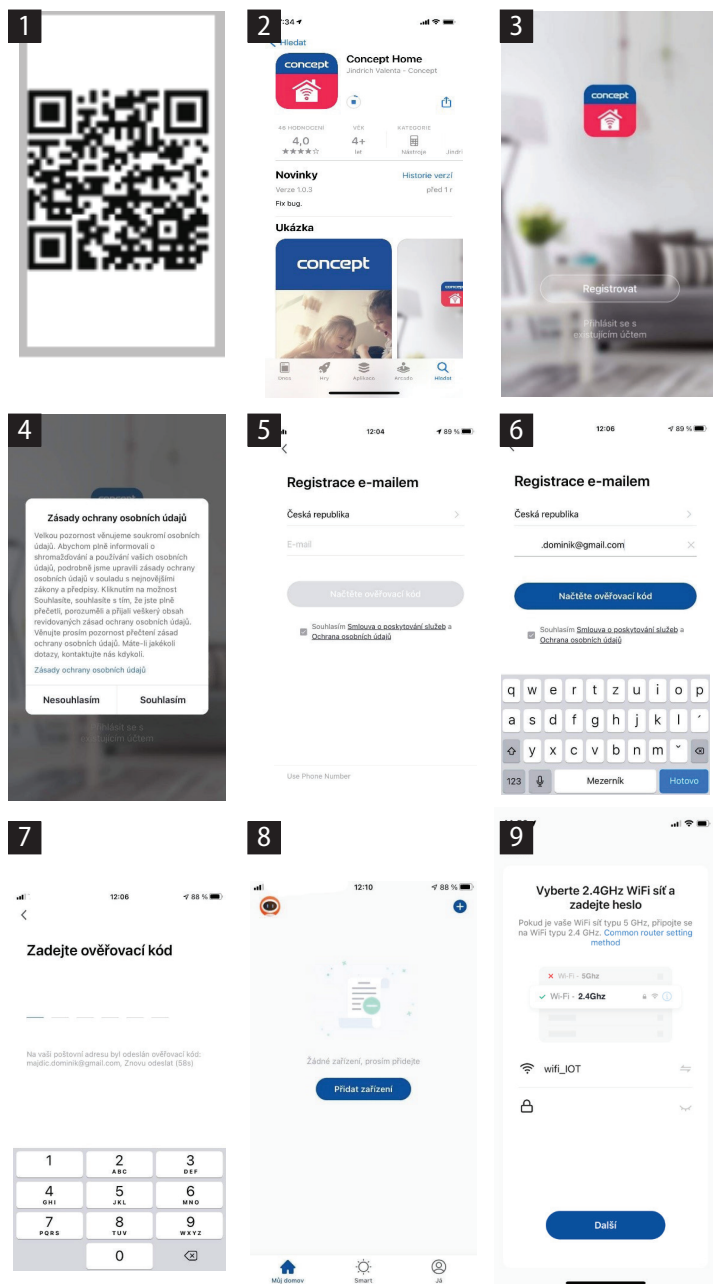 1
2
7:34
Hledat
concept
Concept Home
Jindrich Valenta - Concept
48 HODNOCENÍ
VĚK
KATEGORIE
4,0
4+
★★★★☆
let
Nástroje
Jindri
Novinky
Historie verzí
Verze 1.0.3
před 1 r
Fix bug.
Ukázka
concept
concept
Dnes
Hry
Aplikace
Arcade
Hledat
3
concept
Registrovat
Přihlásit se s
existujícím účtem
4
concept
Zásady ochrany osobních údajů
Velkou pozornost věnujeme soukromí osobních
údajů. Abychom plně informovali o
shromažďování a používání vašich osobních
údajů, podrobně jsme upravili zásady ochrany
osobních údajů v souladu s nejnovějšími
zákony a předpisy. Kliknutím na možnost
Souhlasíte, souhlasíte s tím, že jste plně
přečetli, porozuměli a přijali veškerý obsah
revidovaných zásad ochrany osobních údajů.
Věnujte prosím pozornost přečtení zásad
ochrany osobních údajů. Máte-li jakékoli
dotazy, kontaktujte nás kdykoli.
Zásady ochrany osobních údajů
Nesouhlasím
Souhlasím
Přihlásit se s
existujícím účtem
5
12:04
89 %
Registrace e-mailem
Česká republika
E-mail
Načtěte ověřovací kód
Souhlasím Smlouva o poskytování služeb a
Ochrana osobních údajů
Use Phone Number
6
12:06
89 %
Registrace e-mailem
Česká republika
.dominik@gmail.com
Načtěte ověřovací kód
Souhlasím Smlouva o poskytování služeb a
Ochrana osobních údajů
q w e r t z u i o p
a s d f g h j k l ´
y x c v b n m ˇ
123
Mezerník
Hotovo
7
12:06
88 %
Zadejte ověřovací kód
Na vaši poštovní adresu byl odeslán ověřovací kód:
majdic.dominik@gmail.com, Znovu odeslat (58s)
1
2
ABC
3
DEF
4
GHI
5
JKL
6
MNO
7
PQRS
8
TUV
9
WXYZ
0
8
12:10
88 %
Žádné zařízení, prosím přidejte
Přidat zařízení
Můj domov
Smart
Já
9
Vyberte 2.4GHz WiFi síť a
zadejte heslo
Pokud je vaše WiFi síť typu 5 GHz, připojte se
na WiFi typu 2.4 GHz. Common router setting
method
Wi-Fi - 5Ghz
Wi-Fi - 2.4Ghz
wifi_IOT
Další